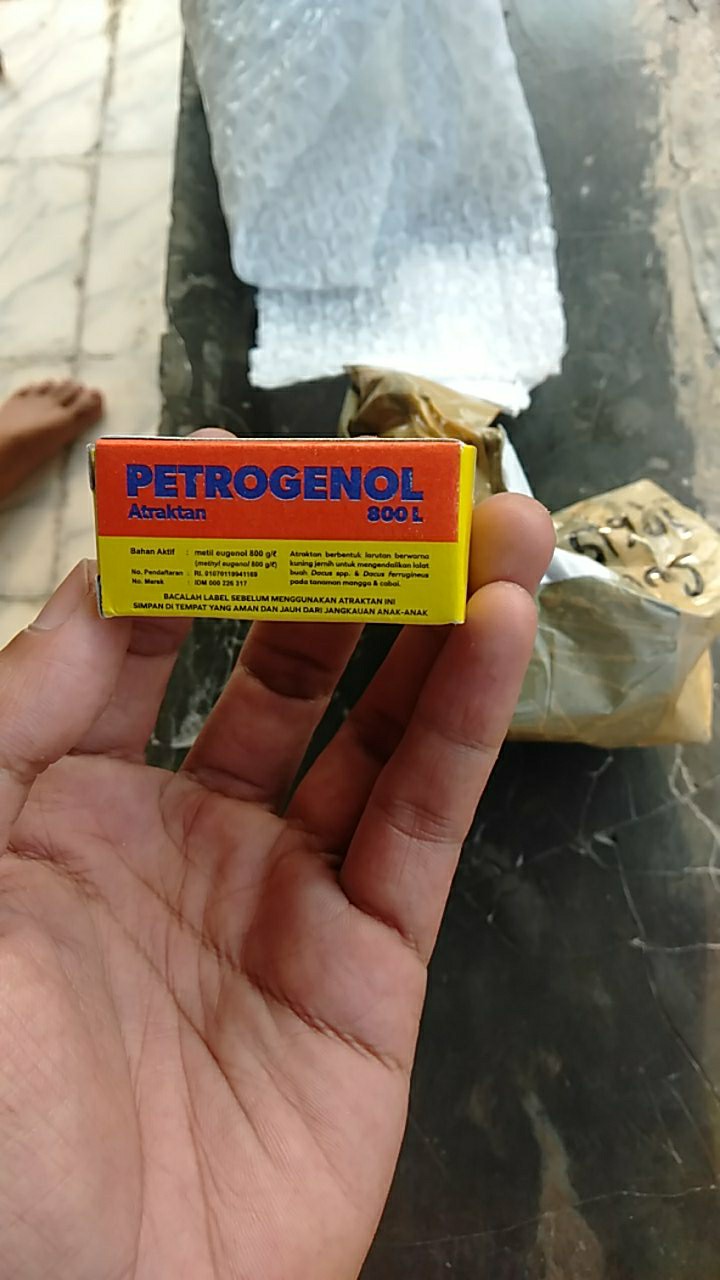 PETROGENOL
Atraktan 800 L
Bahan Aktif : metil eugenol 800 g/ℓ
(methyl eugenol 800 g/ℓ)
No. Pendaftaran : RI. 01070119941169
No. Merek : IDM 000 226 317
Atraktan berbentuk larutan berwarna
kuning jernih untuk mengendalikan lalat
buah Dacus spp. & Dacus ferrugineus
pada tanaman mangga & cabai.
BACALAH LABEL SEBELUM MENGGUNAKAN ATRAKTAN INI
SIMPAN DI TEMPAT YANG AMAN DAN JAUH DARI JANGKAUAN ANAK-ANAK